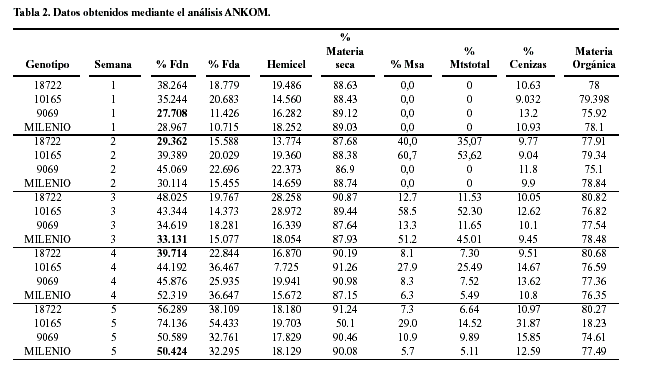 Tabla 2. Datos obtenidos mediante el análisis ANKOM.
Genotipo Semana % Fdn % Fda Hemicel % Materia seca % Msa % Mtstotal % Cenizas Materia Orgánica
18722 1 38.264 18.779 19.486 88.63 0,0 0 10.63 78
10165 1 35.244 20.683 14.560 88.43 0,0 0 9.032 79.398
9069 1 27.708 11.426 16.282 89.12 0,0 0 13.2 75.92
MILENIO 1 28.967 10.715 18.252 89.03 0,0 0 10.93 78.1
18722 2 29.362 15.588 13.774 87.68 40,0 35,07 9.77 77.91
10165 2 39.389 20.029 19.360 88.38 60,7 53,62 9.04 79.34
9069 2 45.069 22.696 22.373 86.9 0,0 0 11.8 75.1
MILENIO 2 30.114 15.455 14.659 88.74 0,0 0 9.9 78.84
18722 3 48.025 19.767 28.258 90.87 12.7 11.53 10.05 80.82
10165 3 43.344 14.373 28.972 89.44 58.5 52.30 12.62 76.82
9069 3 34.619 18.281 16.339 87.64 13.3 11.65 10.1 77.54
MILENIO 3 33.131 15.077 18.054 87.93 51.2 45.01 9.45 78.48
18722 4 39.714 22.844 16.870 90.19 8.1 7.30 9.51 80.68
10165 4 44.192 36.467 7.725 91.26 27.9 25.49 14.67 76.59
9069 4 45.876 25.935 19.941 90.98 8.3 7.52 13.62 77.36
MILENIO 4 52.319 36.647 15.672 87.15 6.3 5.49 10.8 76.35
18722 5 56.289 38.109 18.180 91.24 7.3 6.64 10.97 80.27
10165 5 74.136 54.433 19.703 50.1 29.0 14.52 31.87 18.23
9069 5 50.589 32.761 17.829 90.46 10.9 9.89 15.85 74.61
MILENIO 5 50.424 32.295 18.129 90.08 5.7 5.11 12.59 77.49